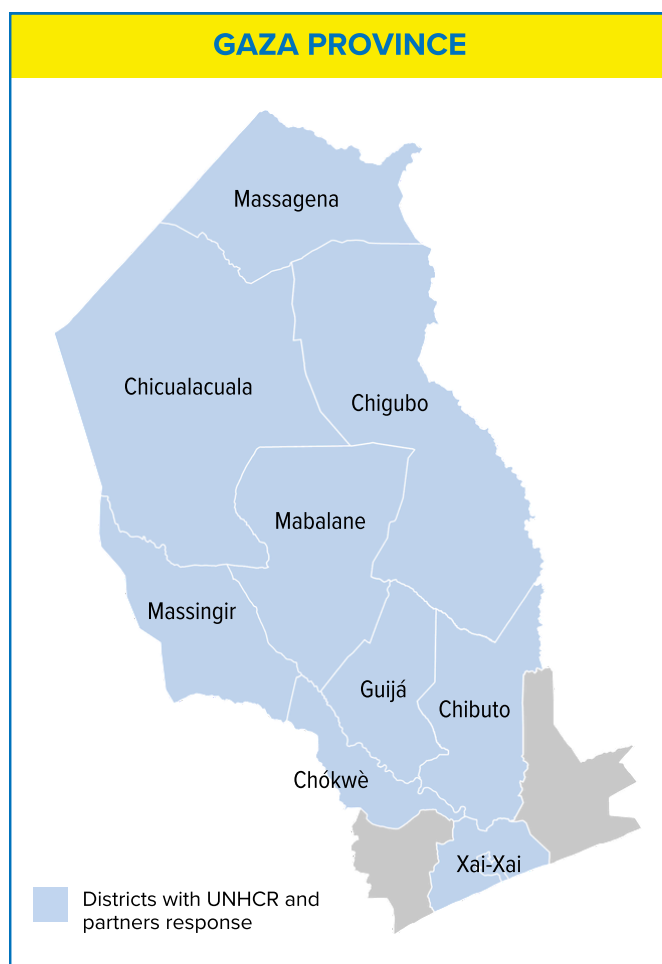 GAZA PROVINCE
Massagena
Chicualacuala
Chigubo
Mabalane
Massingir
Guijá
Chibuto
Chókwè
Xai-Xai
Districts with UNHCR and
partners response